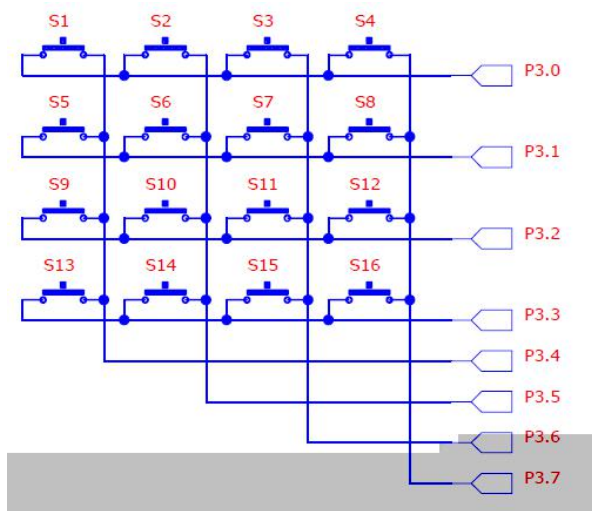 S1 S2 S3 S4
P3.0
S5 S6 S7 S8
P3.1
S9 S10 S11 S12
P3.2
S13 S14 S15 S16
P3.3
P3.4
P3.5
P3.6
P3.7